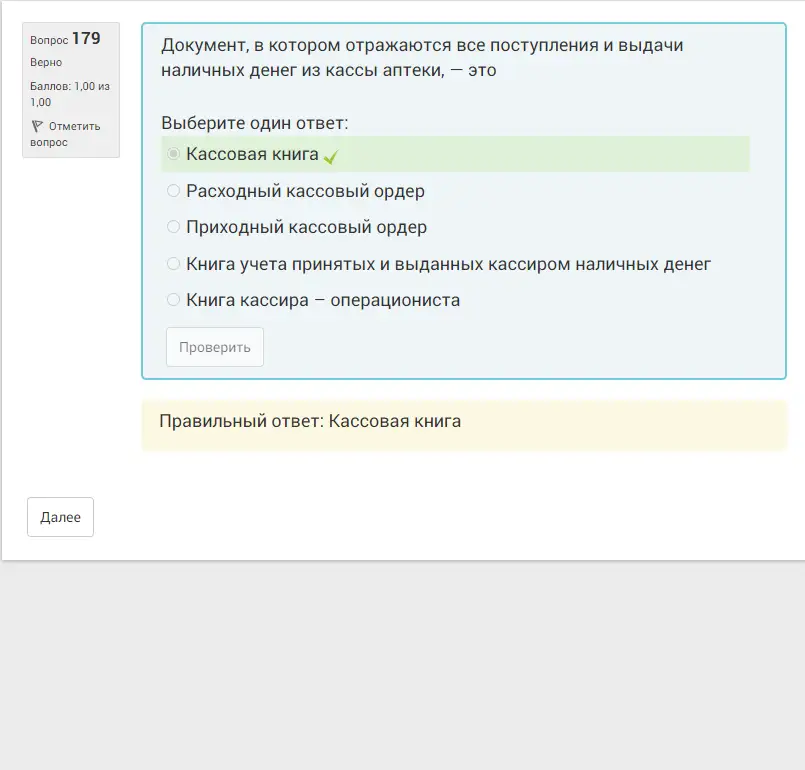 Вопрос 179
Верно
Баллов: 1,00 из
1,00
Отметить
вопрос
Документ, в котором отражаются все поступления и выдачи
наличных денег из кассы аптеки, — это
Выберите один ответ:
Кассовая книга
Расходный кассовый ордер
Приходный кассовый ордер
Книга учета принятых и выданных кассиром наличных денег
Книга кассира – операциониста
Проверить
Правильный ответ: Кассовая книга
Далее